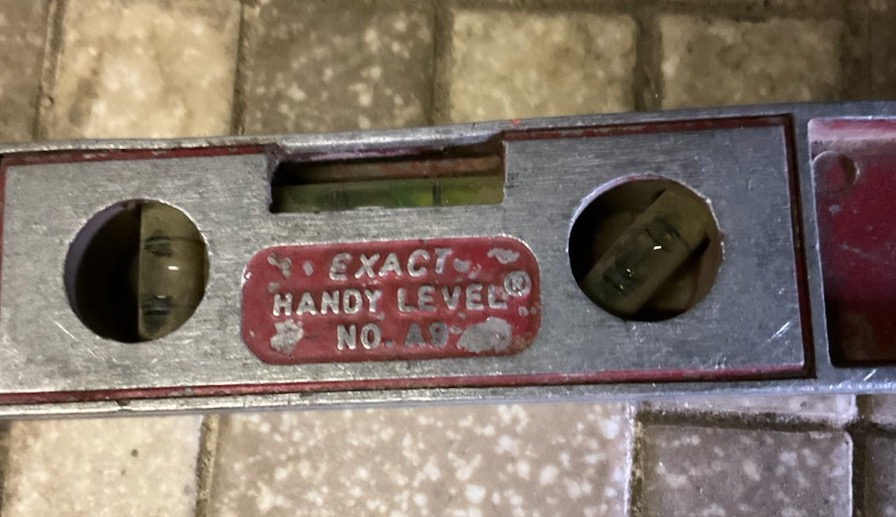 EXACT
HANDY LEVEL®
NO. A9